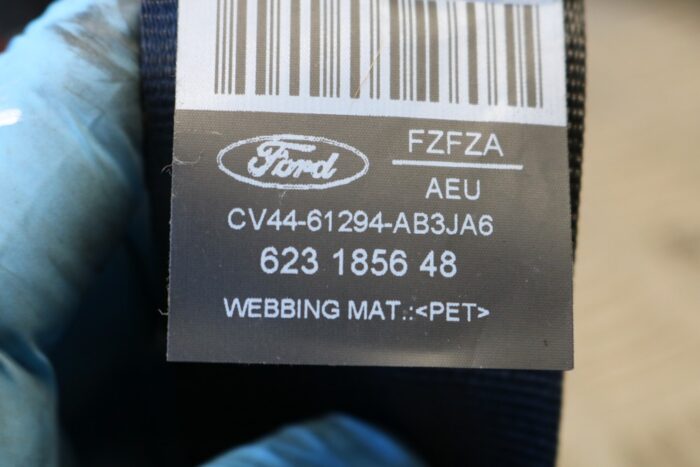 Ford
FZFZA
AEU
CV44-61294-AB3JA6
623 1856 48
WEBBING MAT.:<PET>